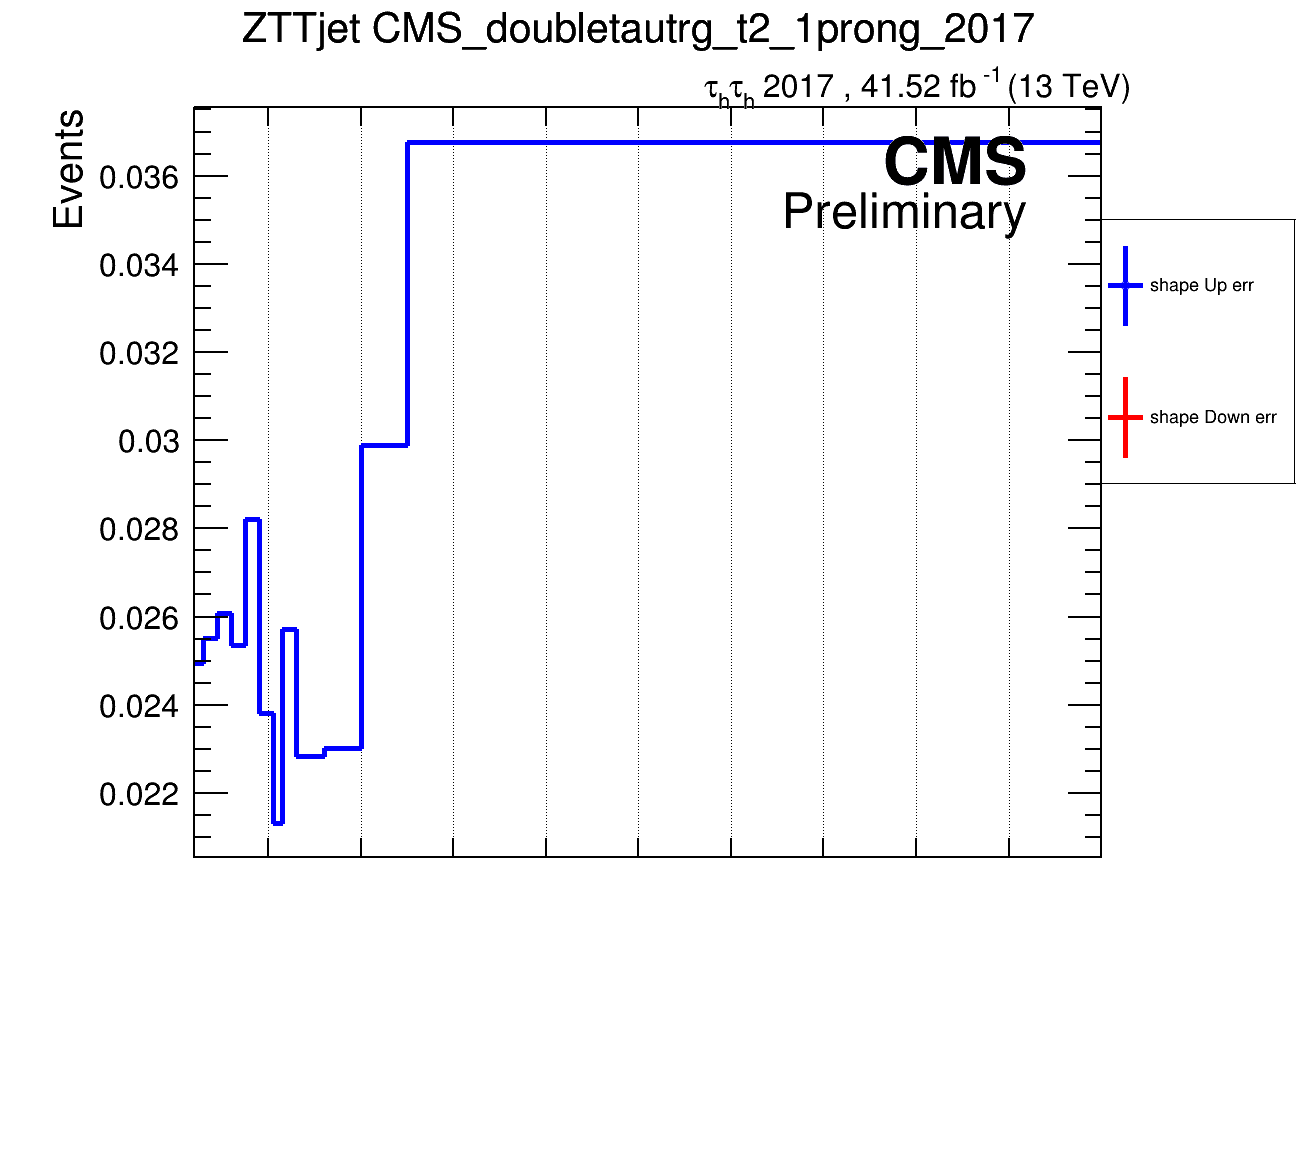 ZTTjet CMS_doubletautrg_t2_1prong_2017
τhτh 2017 , 41.52 fb-1 (13 TeV)
Events
CMS
Preliminary
0.036
0.034
0.032
0.03
0.028
0.026
0.024
0.022
shape Up err
shape Down err